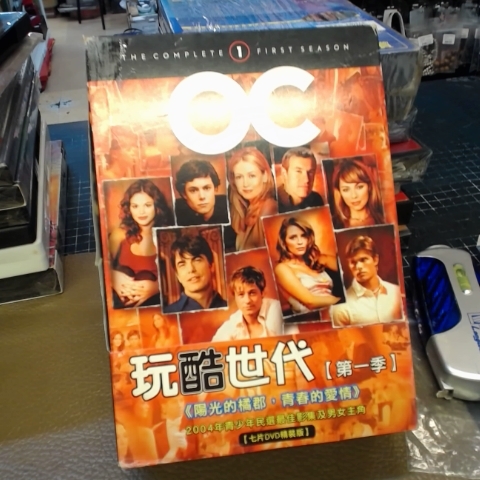 THE COMPLETE 1 FIRST SEASON
OC
玩酷世代【第一季】
《陽光的橘郡,青春的愛情》
2004年青少年民選最佳影集及男女主角
【七片DVD精裝版】